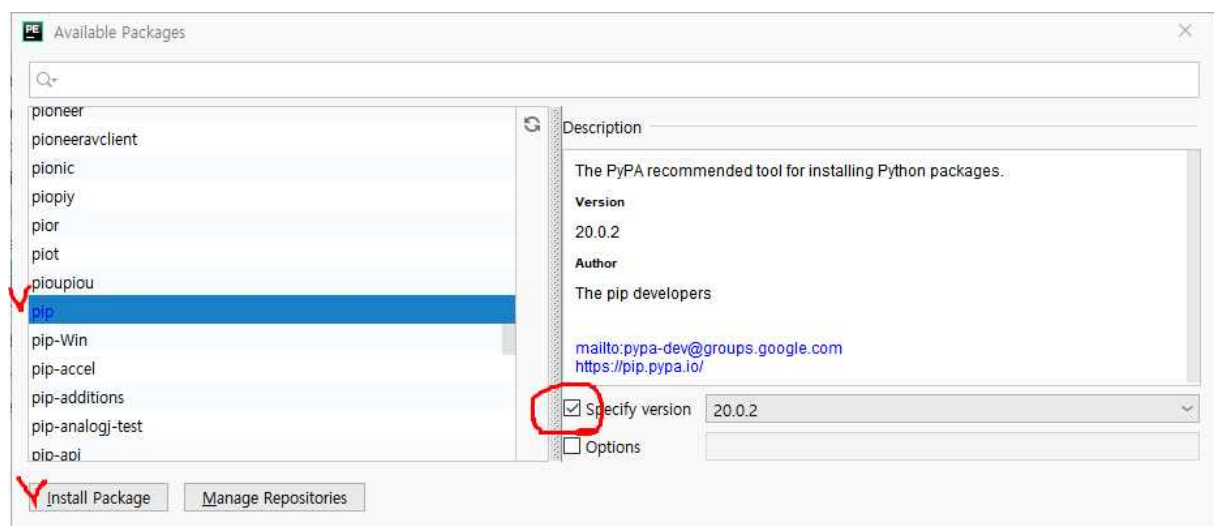 PE Available Packages
pioneer
pioneeravclient
pionic
piopiy
pior
piot
pioupiou
pip
pip-Win
pip-accel
pip-additions
pip-analogj-test
pip-api
Description
The PyPA recommended tool for installing Python packages.
Version
20.0.2
Author
The pip developers
mailto:pypa-dev@groups.google.com
https://pip.pypa.io/
Specify version 20.0.2
Options
Install Package Manage Repositories